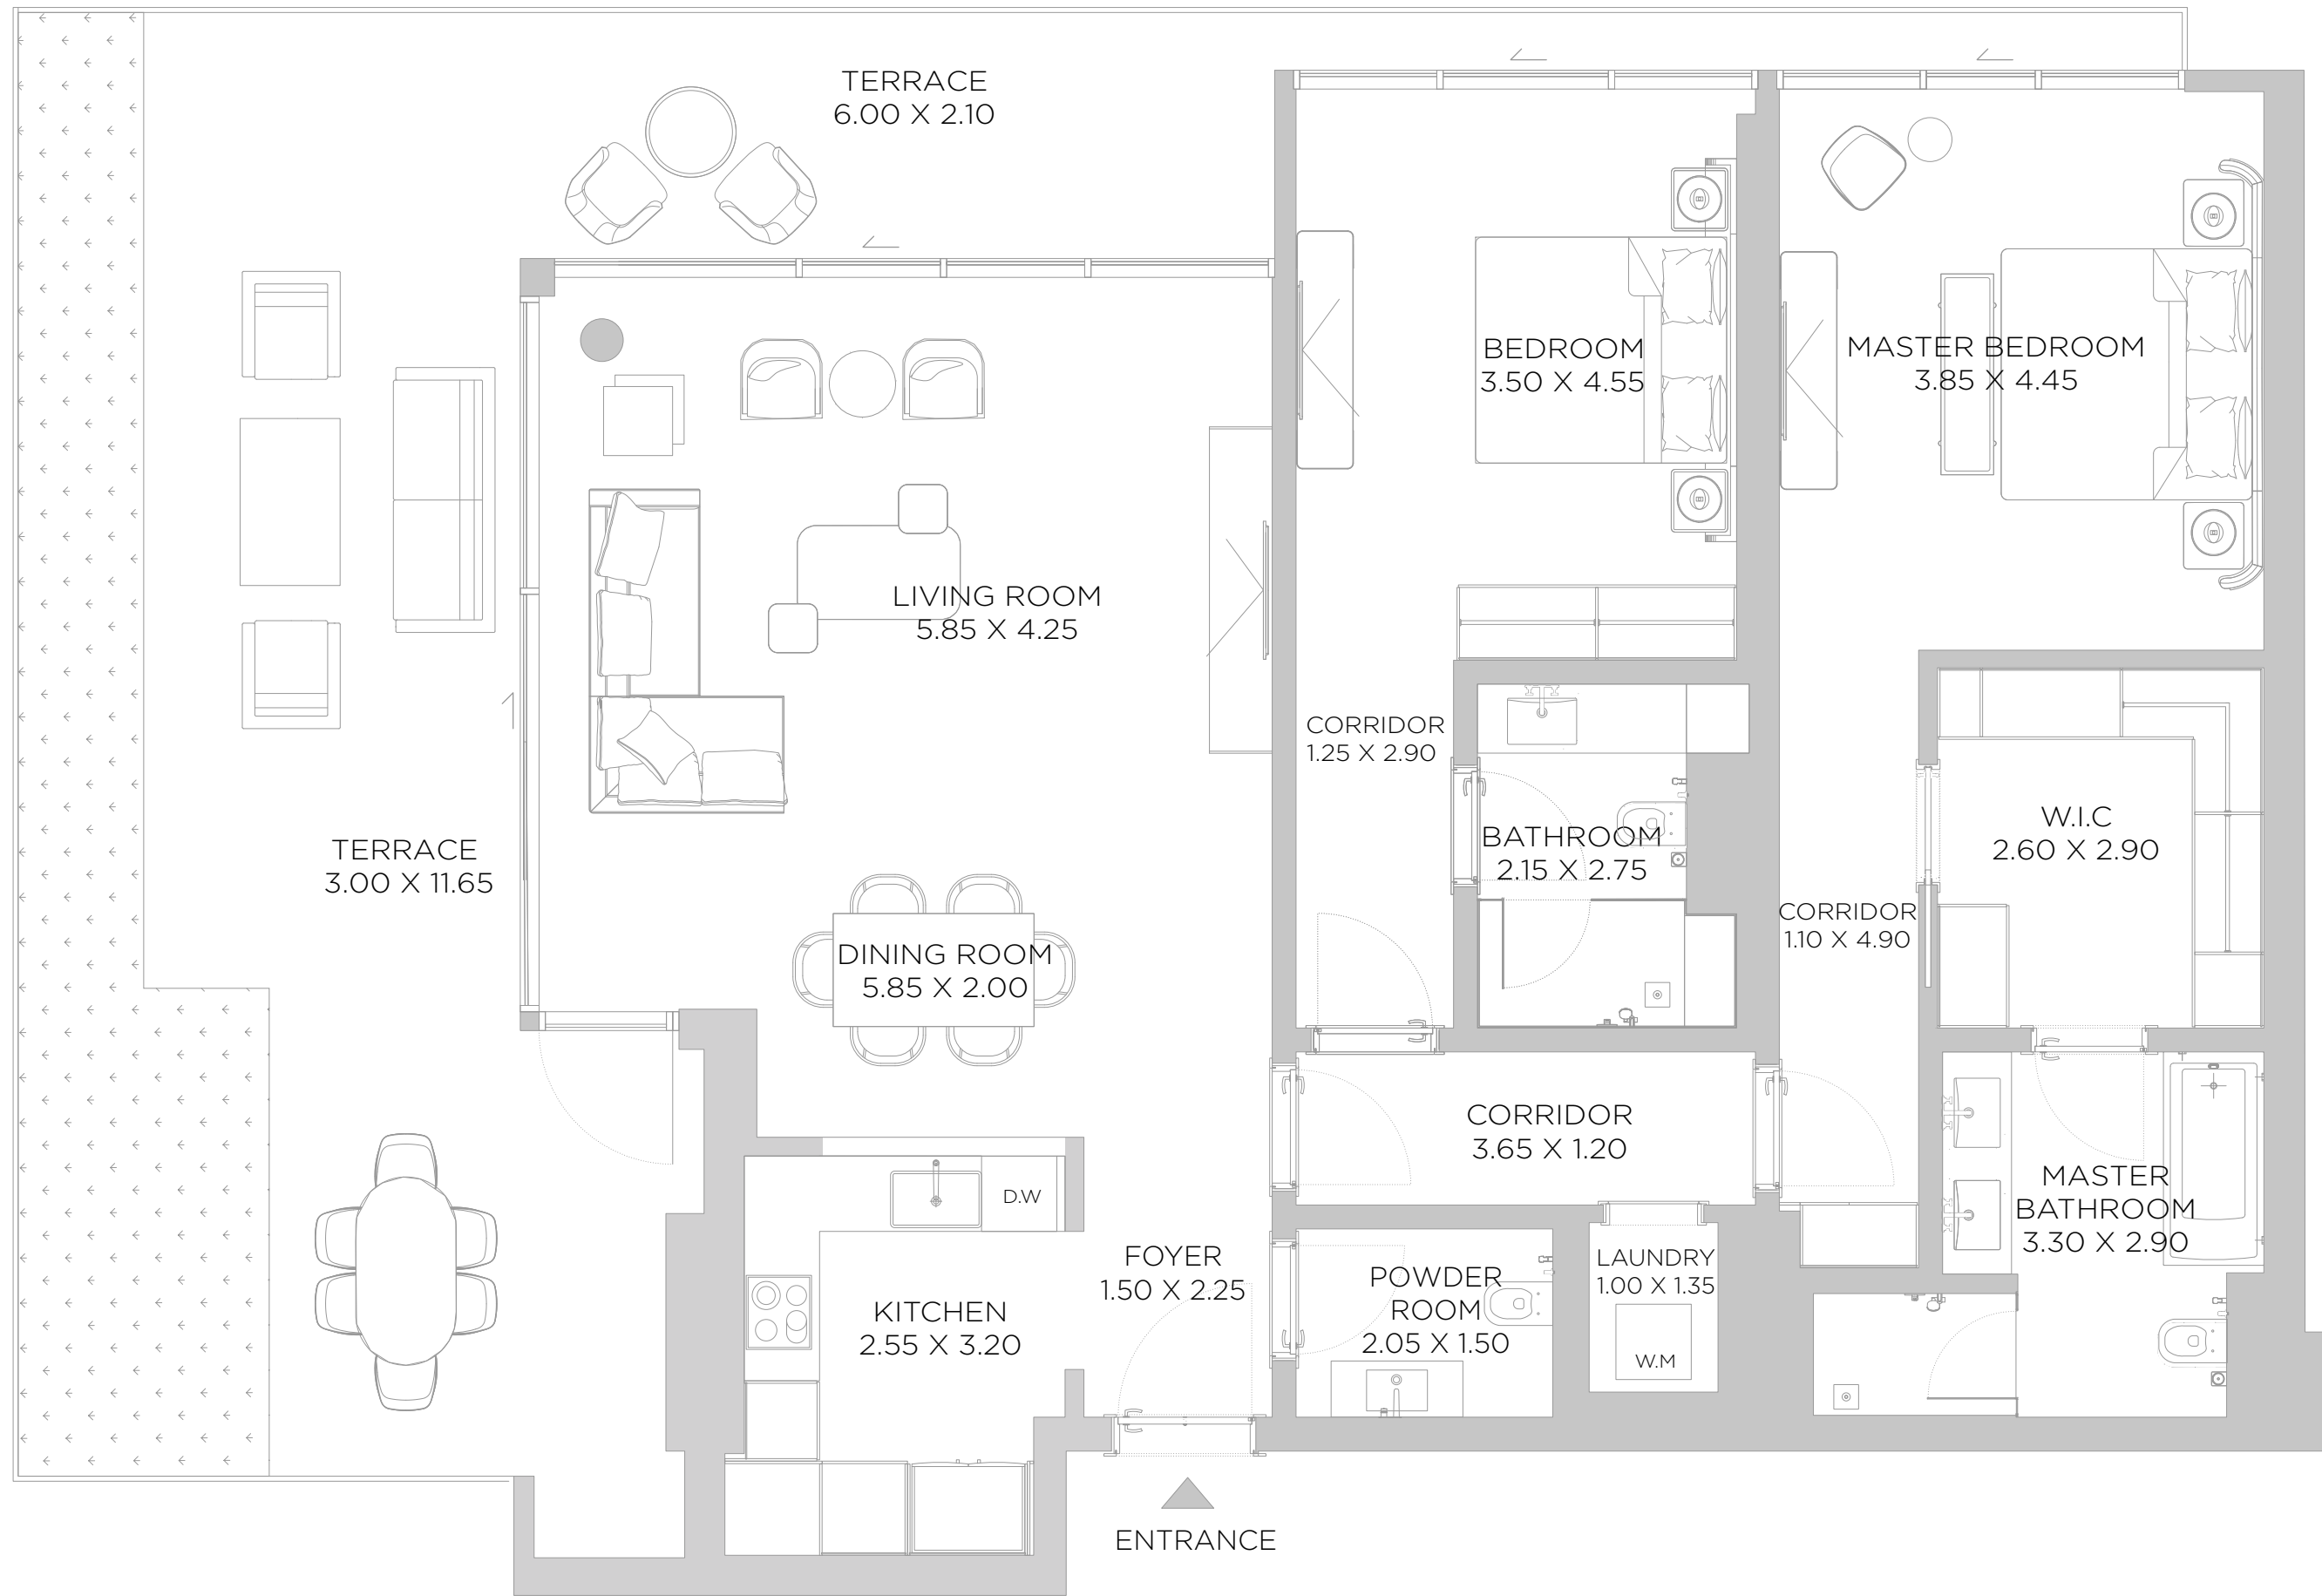 TERRACE
6.00 X 2.10
BEDROOM
3.50 X 4.55
MASTER BEDROOM
3.85 X 4.45
LIVING ROOM
5.85 X 4.25
CORRIDOR
1.25 X 2.90
BATHROOM
2.15 X 2.75
W.I.C
2.60 X 2.90
TERRACE
3.00 X 11.65
CORRIDOR
1.10 X 4.90
DINING ROOM
5.85 X 2.00
CORRIDOR
3.65 X 1.20
D.W
MASTER
BATHROOM
3.30 X 2.90
FOYER
1.50 X 2.25
LAUNDRY
1.00 X 1.35
POWDER
ROOM
2.05 X 1.50
KITCHEN
2.55 X 3.20
W.M
ENTRANCE